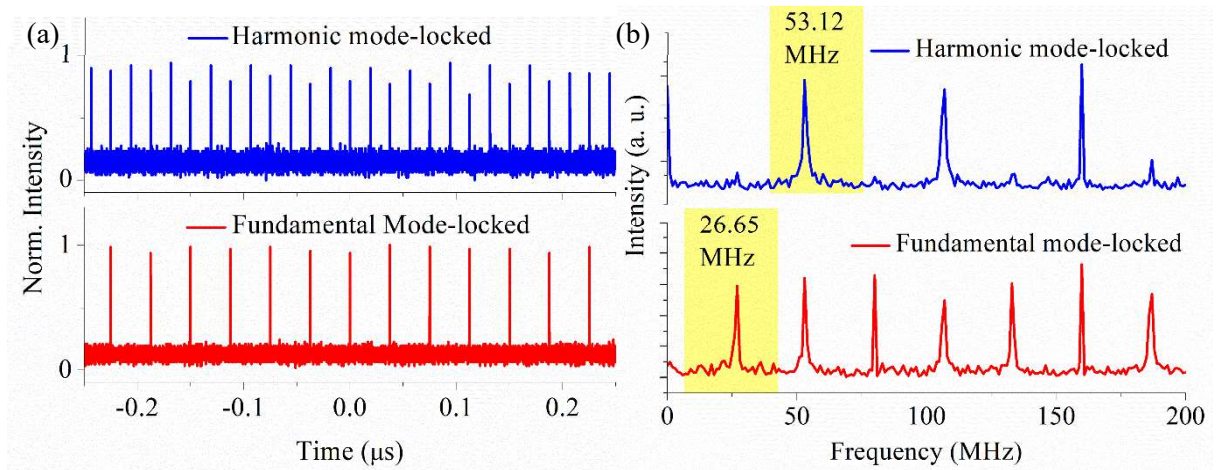 (a)
Harmonic mode-locked
1
0
Fundamental Mode-locked
1
0
Norm. Intensity
-0.2
-0.1
0.0
0.1
0.2
Time (μs)
(b)
53.12
MHz
Harmonic mode-locked
26.65
MHz
Fundamental mode-locked
Intensity (a. u.)
0
50
100
150
200
Frequency (MHz)